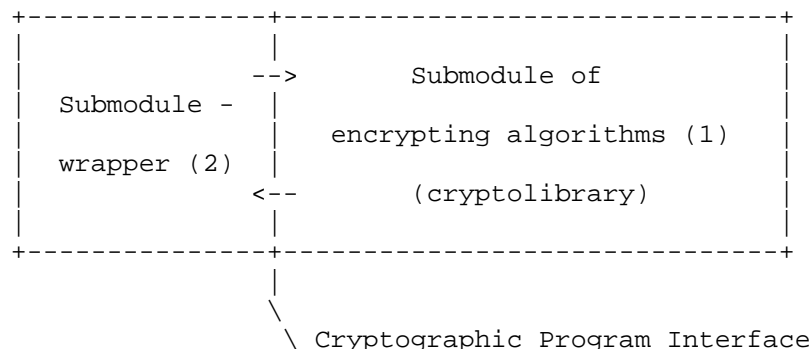 Submodule of
Submodule -
encrypting algorithms (1)
wrapper (2)
(cryptolibrary)
Cryptographic Program Interface